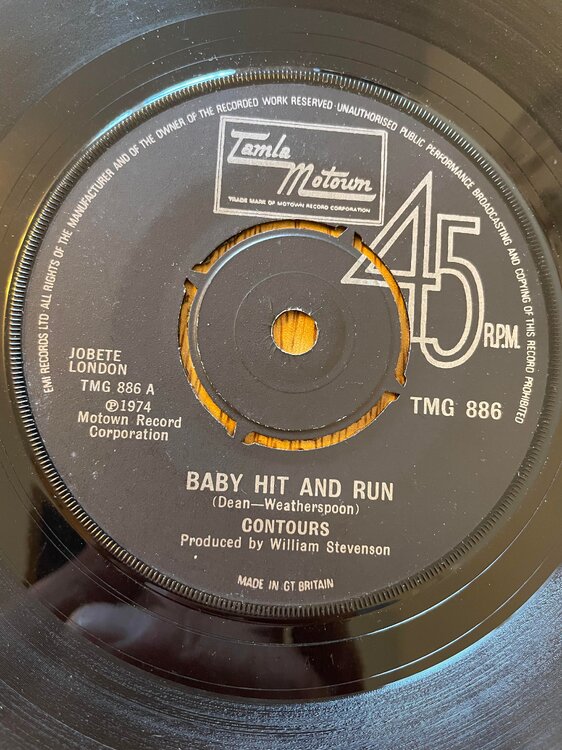 EMI RECORDS LTD ALL RIGHTS OF THE MANUFACTURER AND OF THE OWNER OF THE RECORDED WORK RESERVED·UNAUTHORISED PUBLIC PERFORMANCE BROADCASTING AND COPYING OF THIS RECORD PROHIBITED
Tamla
Motown
TRADE MARK OF MOTOWN RECORD CORPORATION
45
R.P.M.
JOBETE
LONDON
TMG 886 A
℗1974
Motown Record
Corporation
TMG 886
BABY HIT AND RUN
(Dean—Weatherspoon)
CONTOURS
Produced by William Stevenson
MADE IN GT BRITAIN